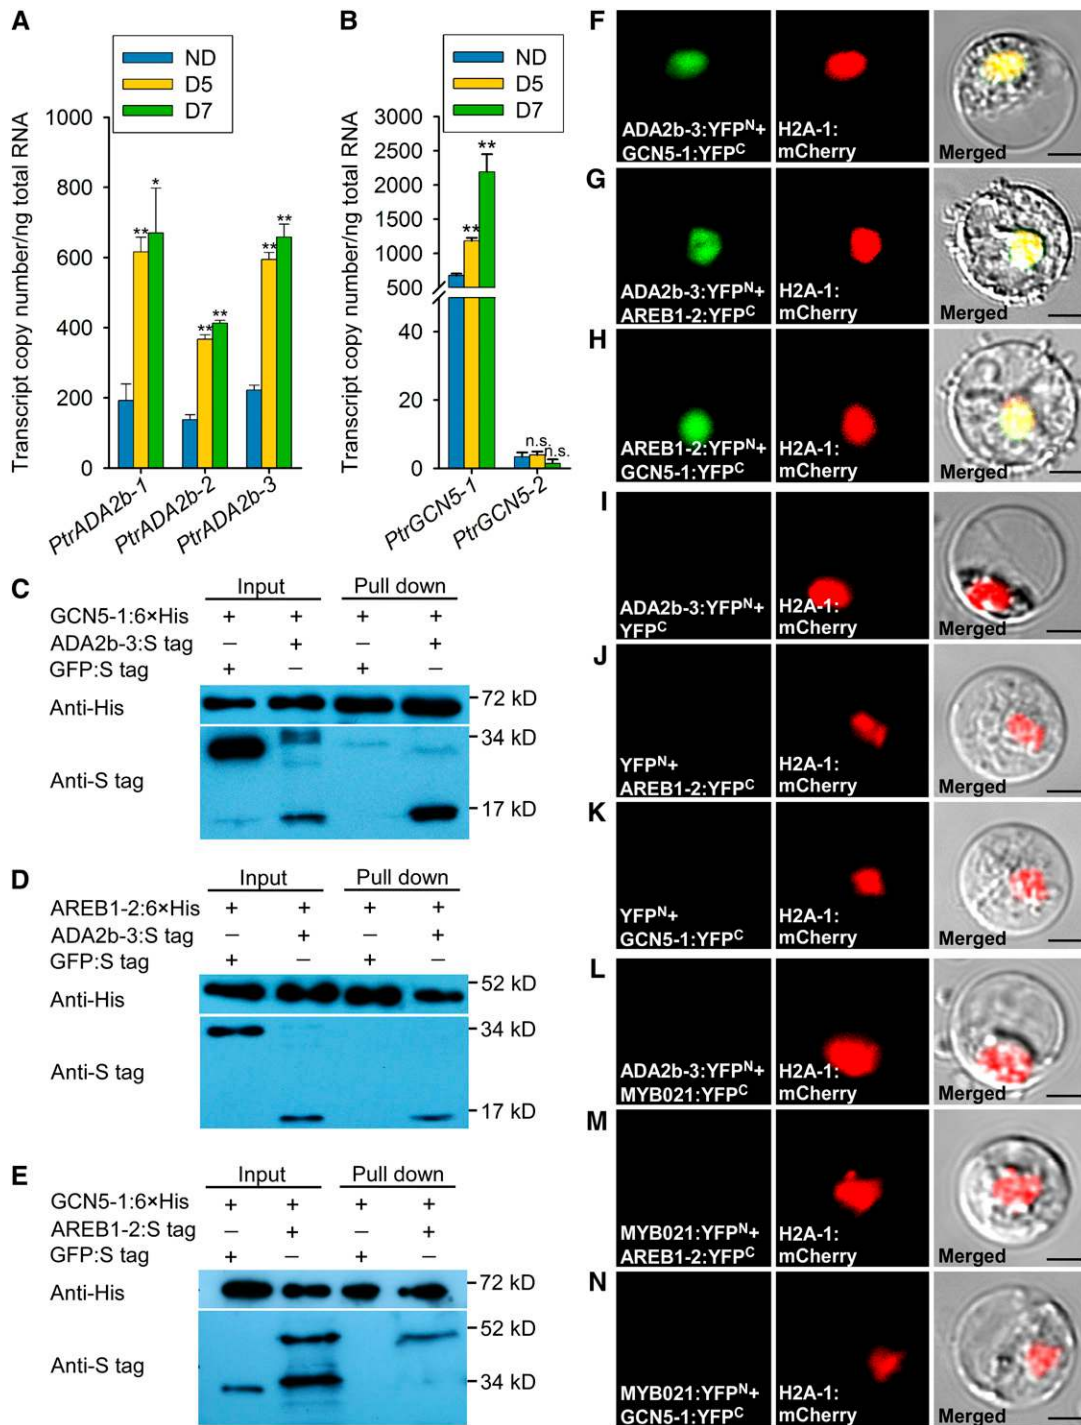 A
ND
D5
D7
Transcript copy number/ng total RNA
1000
800
600
400
200
0
**
*
**
**
**
**
PtrADA2b-1
PtrADA2b-2
PtrADA2b-3
B
ND
D5
D7
Transcript copy number/ng total RNA
3000
2500
2000
1500
1000
500
40
20
0
**
**
n.s.
n.s.
PtrGCN5-1
PtrGCN5-2
C
Input Pull down
GCN5-1:6×His + + + +
ADA2b-3:S tag − + − +
GFP:S tag + − + −
Anti-His
72 kD
34 kD
Anti-S tag
17 kD
D
Input Pull down
AREB1-2:6×His + + + +
ADA2b-3:S tag − + − +
GFP:S tag + − + −
Anti-His
52 kD
34 kD
Anti-S tag
17 kD
E
Input Pull down
GCN5-1:6×His + + + +
AREB1-2:S tag − + − +
GFP:S tag + − + −
Anti-His
72 kD
52 kD
Anti-S tag
34 kD
F
ADA2b-3:YFPᴺ+
GCN5-1:YFPᶜ
H2A-1:
mCherry
Merged
G
ADA2b-3:YFPᴺ+
AREB1-2:YFPᶜ
H2A-1:
mCherry
Merged
H
AREB1-2:YFPᴺ+
GCN5-1:YFPᶜ
H2A-1:
mCherry
Merged
I
ADA2b-3:YFPᴺ+
YFPᶜ
H2A-1:
mCherry
Merged
J
YFPᴺ+
AREB1-2:YFPᶜ
H2A-1:
mCherry
Merged
K
YFPᴺ+
GCN5-1:YFPᶜ
H2A-1:
mCherry
Merged
L
ADA2b-3:YFPᴺ+
MYB021:YFPᶜ
H2A-1:
mCherry
Merged
M
MYB021:YFPᴺ+
AREB1-2:YFPᶜ
H2A-1:
mCherry
Merged
N
MYB021:YFPᴺ+
GCN5-1:YFPᶜ
H2A-1:
mCherry
Merged